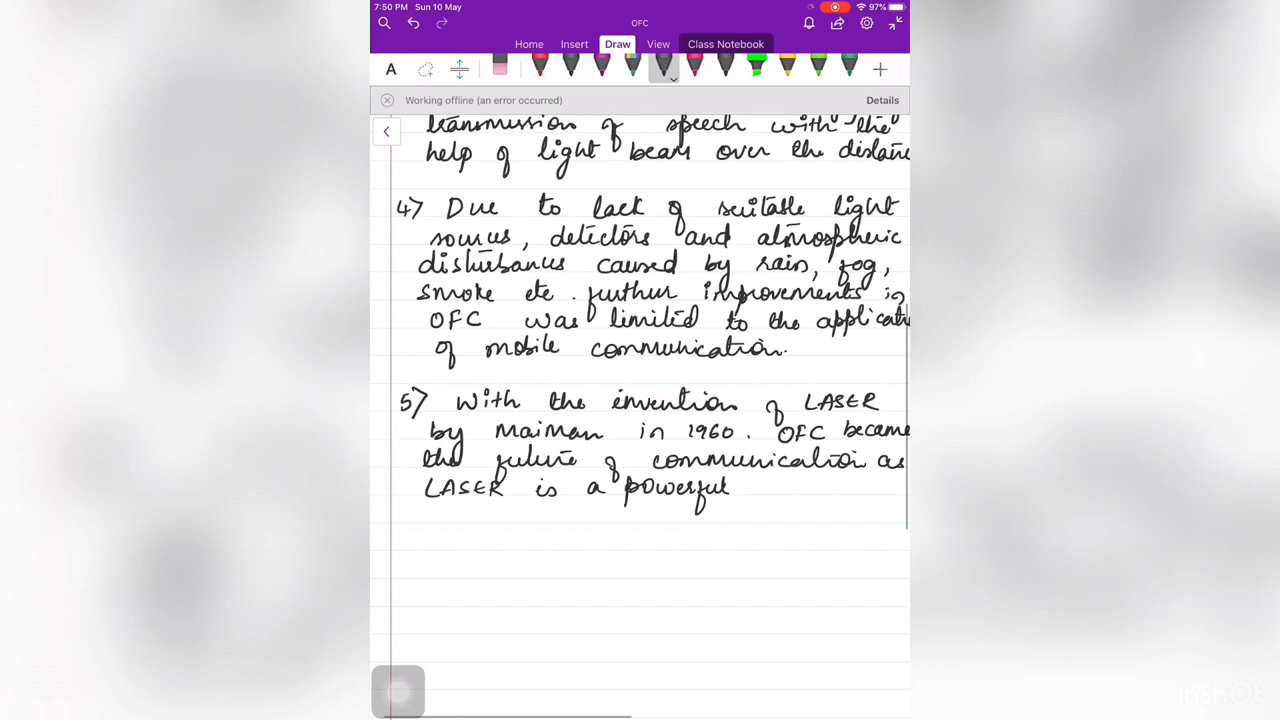 7:50 PM Sun 10 May
97%
OFC
Home Insert Draw View Class Notebook
A
Working offline (an error occurred) Details
transmission of speech with the
help of light beam over the distan
4) Due to lack of suitable light
sources, detectors and atmospheric
disturbances caused by rain, fog,
smoke etc. further improvements in
OFC was limited to the applicati
of mobile communication.
5) With the invention of LASER
by Maiman in 1960. OFC became
the future of communication as
LASER is a powerful
InShOt